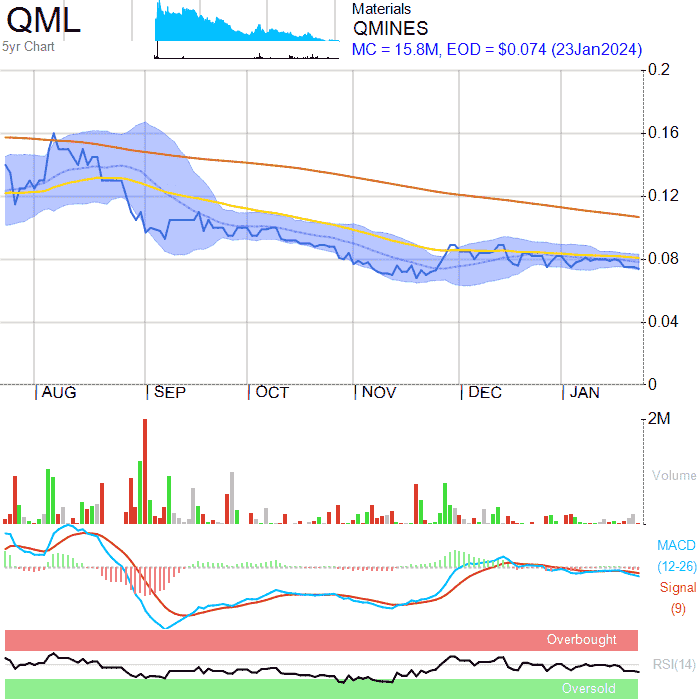 QML
5yr Chart
Materials
QMINES
MC = 15.8M, EOD = $0.074 (23Jan2024)
0.2
0.16
0.12
0.08
0.04
0
AUG SEP OCT NOV DEC JAN
2M
Volume
MACD
(12-26)
Signal
(9)
Overbought
RSI(14)
Oversold